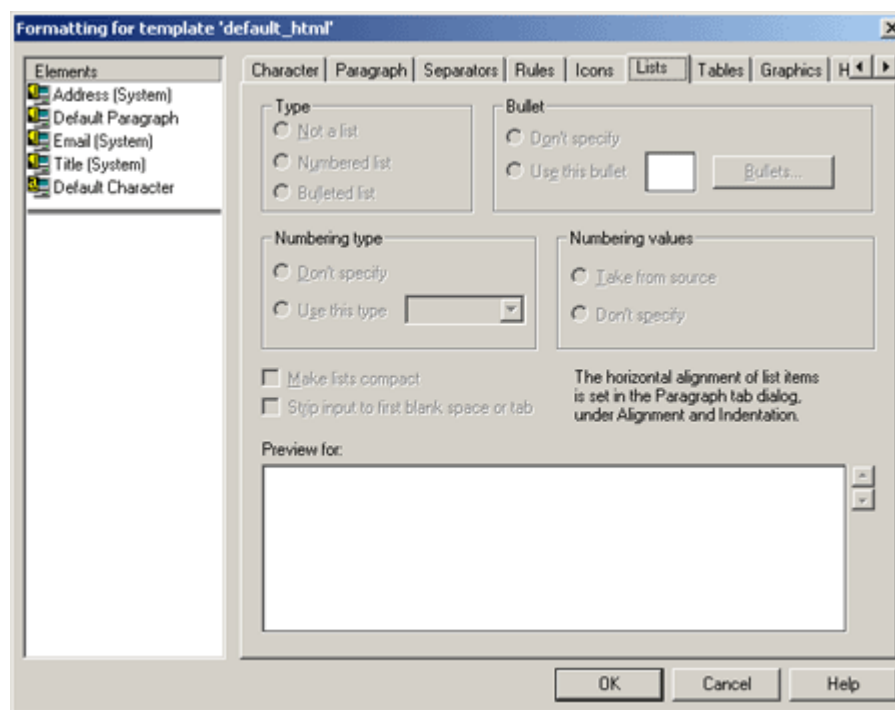 Formatting for template 'default_html'
Elements
Address (System)
Default Paragraph
Email (System)
Title (System)
Default Character
Character Paragraph Separators Rules Icons Lists Tables Graphics H
Type
Not a list
Numbered list
Bulleted list
Bullet
Don't specify
Use this bullet
Bullets...
Numbering type
Don't specify
Use this type
Numbering values
Take from source
Don't specify
Make lists compact
Strip input to first blank space or tab
The horizontal alignment of list items
is set in the Paragraph tab dialog,
under Alignment and Indentation.
Preview for:
OK Cancel Help